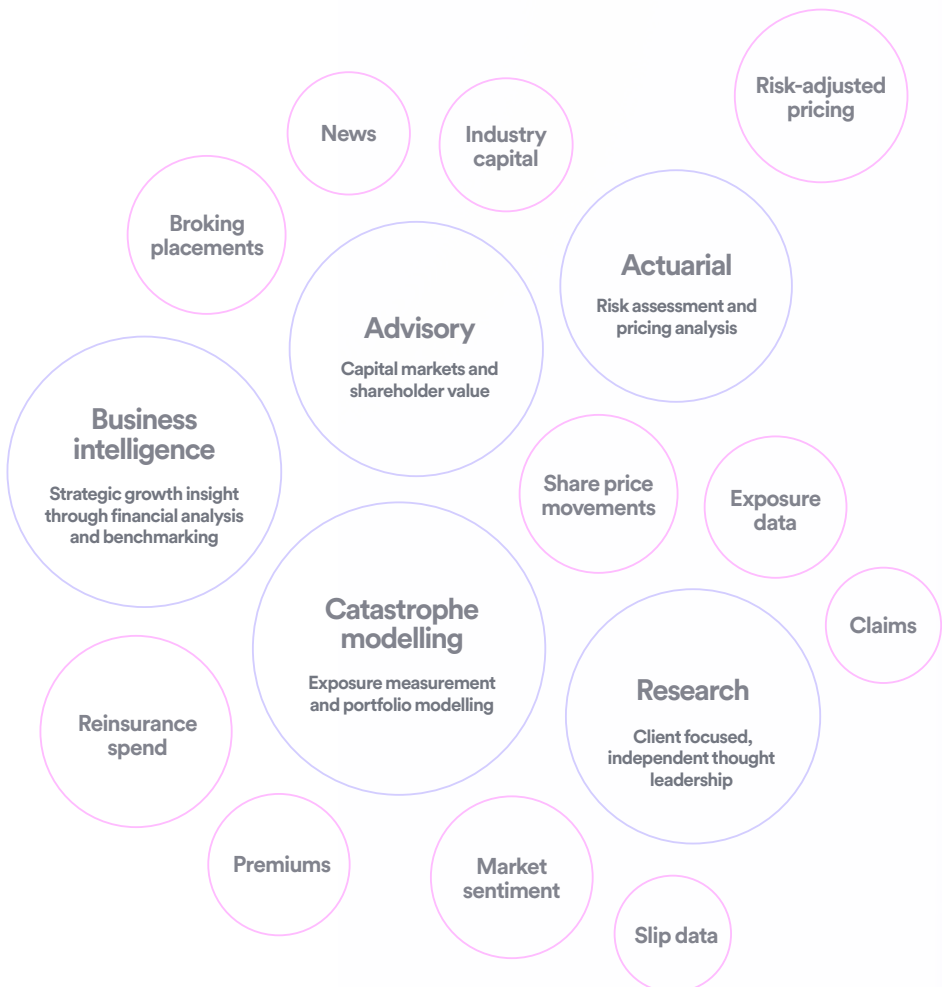 Risk-adjusted
pricing
News
Industry
capital
Broking
placements
Actuarial
Risk assessment and
pricing analysis
Advisory
Capital markets and
shareholder value
Business
intelligence
Strategic growth insight
through financial analysis
and benchmarking
Share price
movements
Exposure
data
Catastrophe
modelling
Exposure measurement
and portfolio modelling
Claims
Research
Client focused,
independent thought
leadership
Reinsurance
spend
Premiums
Market
sentiment
Slip data